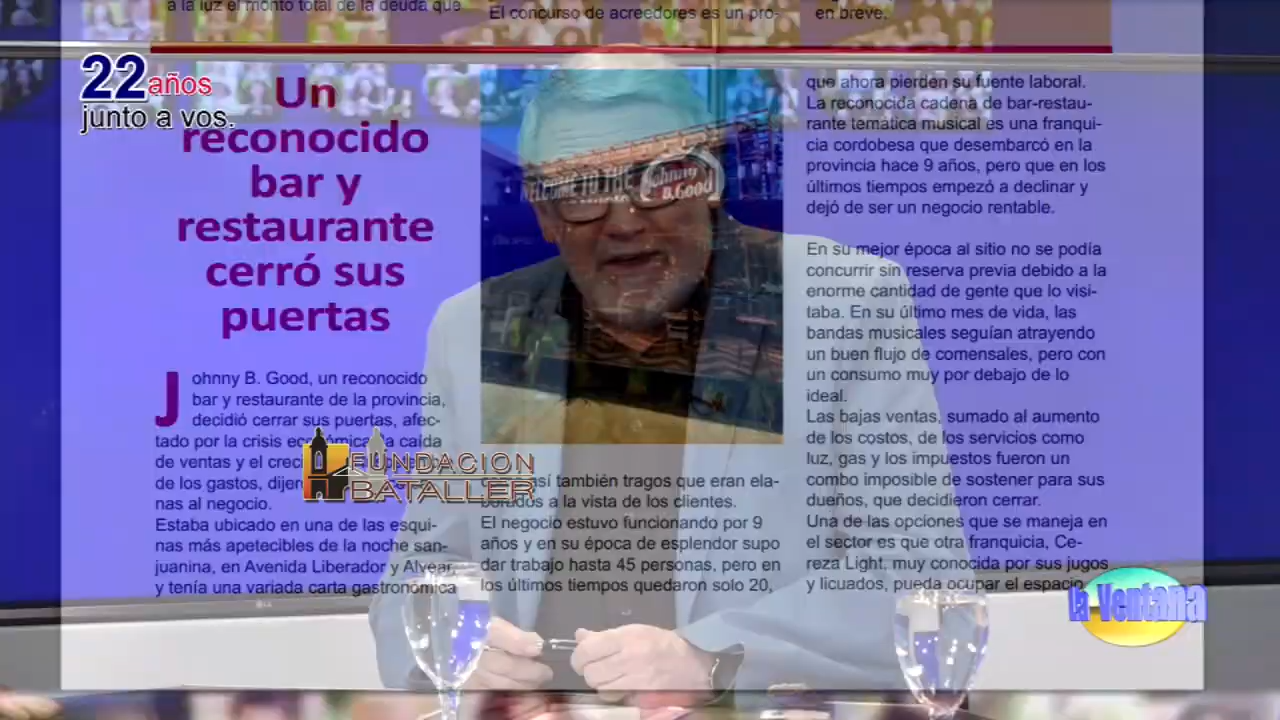 a la luz el monto total de la deuda que
El concurso de acreedores es un pro-
en breve.
22 años
junto a vos.
Un
reconocido
bar y
restaurante
cerró sus
puertas
Johnny B. Good, un reconocido
bar y restaurante de la provincia,
decidió cerrar sus puertas, afec-
tado por la crisis económica, la caída
de ventas y el
de los gastos,
nas al negocio.
Estaba ubicado en una de las esqui-
nas más apetecibles de la noche san-
juanina, en Avenida Liberador y Alvear,
y tenía una variada carta gastronómica
WELCOME TO THE
Johnny
B.Good
FUNDACION
BATALLER
así también tragos que eran ela-
borados a la vista de los clientes.
El negocio estuvo funcionando por 9
años y en su época de esplendor supo
dar trabajo hasta 45 personas, pero en
los últimos tiempos quedaron solo 20,
que ahora pierden su fuente laboral.
La reconocida cadena de bar-restau-
rante temática musical es una franqui-
cia cordobesa que desembarcó en la
provincia hace 9 años, pero que en los
últimos tiempos empezó a declinar y
dejó de ser un negocio rentable.
En su mejor época al sitio no se podía
concurrir sin reserva previa debido a la
enorme cantidad de gente que lo visi-
taba. En su último mes de vida, las
bandas musicales seguían atrayendo
un buen flujo de comensales, pero con
un consumo muy por debajo de lo
ideal.
Las bajas ventas, sumado al aumento
de los costos, de los servicios como
luz, gas y los impuestos fueron un
combo imposible de sostener para sus
dueños, que decidieron cerrar.
Una de las opciones que se maneja en
el sector es que otra franquicia, Ce-
reza Light, muy conocida por sus jugos
y licuados, pueda ocupar el espacio
la Ventana